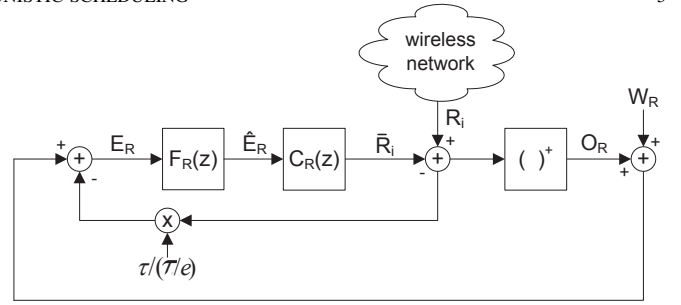 wireless
network
R_i
W_R
+
+
E_R
F_R(z)
Ê_R
C_R(z)
R̄_i
+
+
( )⁺
O_R
+
+
-
-
x
τ/(τ/e)